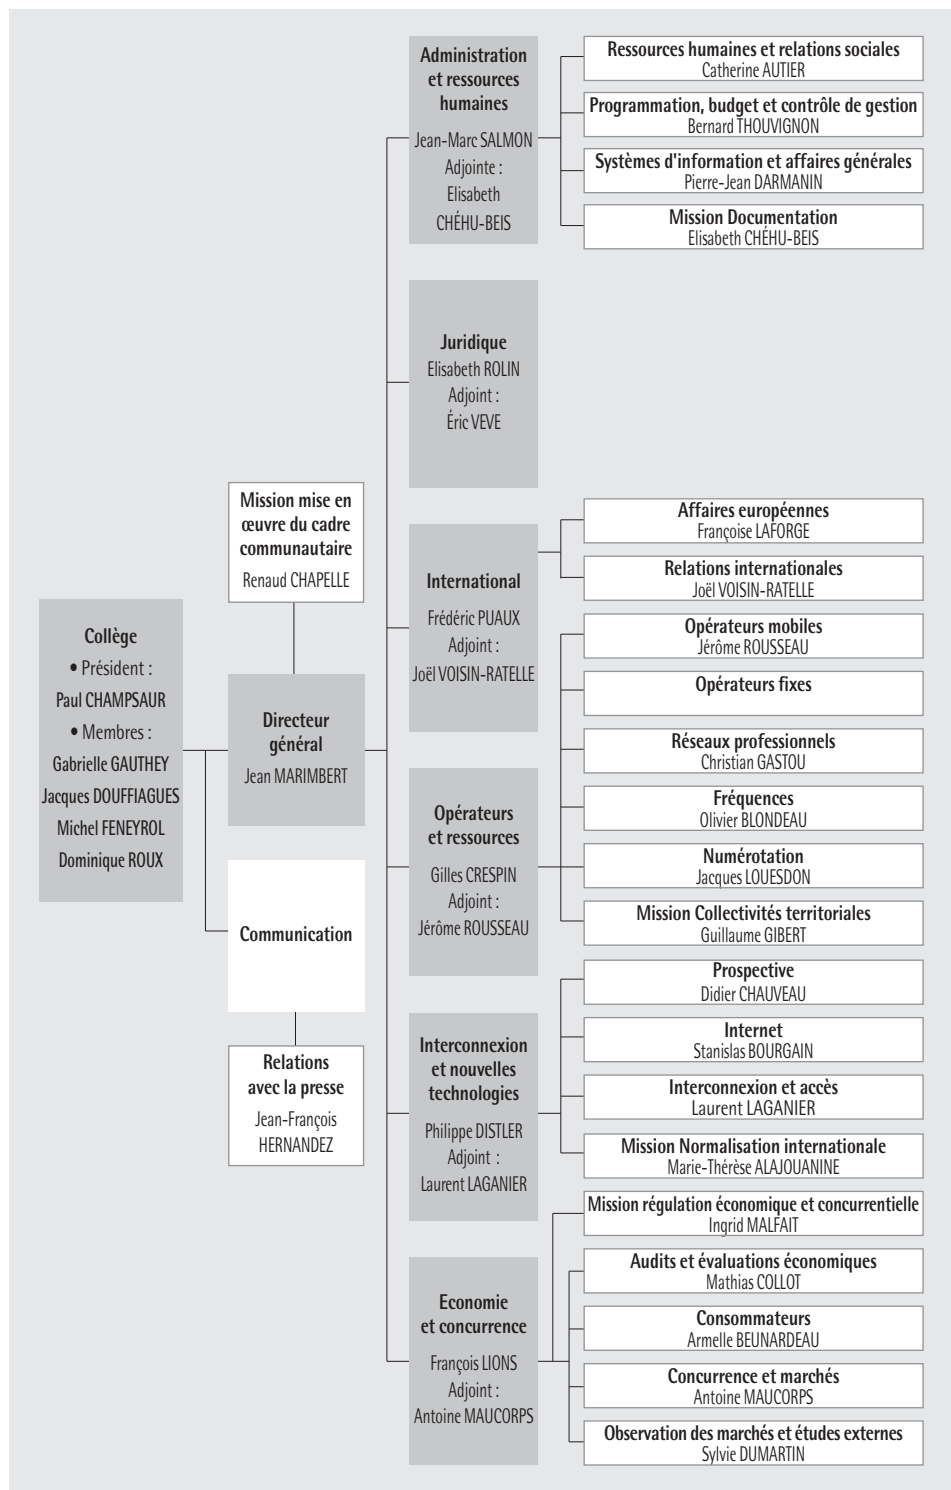 Collège
• Président :
Paul CHAMPSAUR
• Membres :
Gabrielle GAUTHEY
Jacques DOUFFIAGUES
Michel FENEYROL
Dominique ROUX
Mission mise en
œuvre du cadre
communautaire
Renaud CHAPELLE
Directeur
général
Jean MARIMBERT
Communication
Relations
avec la presse
Jean-François
HERNANDEZ
Administration
et ressources
humaines
Jean-Marc SALMON
Adjointe :
Elisabeth
CHÉHU-BEIS
Ressources humaines et relations sociales
Catherine AUTIER
Programmation, budget et contrôle de gestion
Bernard THOUVIGNON
Systèmes d'information et affaires générales
Pierre-Jean DARMANIN
Mission Documentation
Elisabeth CHÉHU-BEIS
Juridique
Elisabeth ROLIN
Adjoint :
Éric VEVE
International
Frédéric PUAUX
Adjoint :
Joël VOISIN-RATELLE
Affaires européennes
Françoise LAFORGE
Relations internationales
Joël VOISIN-RATELLE
Opérateurs
et ressources
Gilles CRESPIN
Adjoint :
Jérôme ROUSSEAU
Opérateurs mobiles
Jérôme ROUSSEAU
Opérateurs fixes
Réseaux professionnels
Christian GASTOU
Fréquences
Olivier BLONDEAU
Numérotation
Jacques LOUESDON
Mission Collectivités territoriales
Guillaume GIBERT
Interconnexion
et nouvelles
technologies
Philippe DISTLER
Adjoint :
Laurent LAGANIER
Prospective
Didier CHAUVEAU
Internet
Stanislas BOURGAIN
Interconnexion et accès
Laurent LAGANIER
Mission Normalisation internationale
Marie-Thérèse ALAJOUANINE
Economie
et concurrence
François LIONS
Adjoint :
Antoine MAUCORPS
Mission régulation économique et concurrentielle
Ingrid MALFAIT
Audits et évaluations économiques
Mathias COLLOT
Consommateurs
Armelle BEUNARDEAU
Concurrence et marchés
Antoine MAUCORPS
Observation des marchés et études externes
Sylvie DUMARTIN